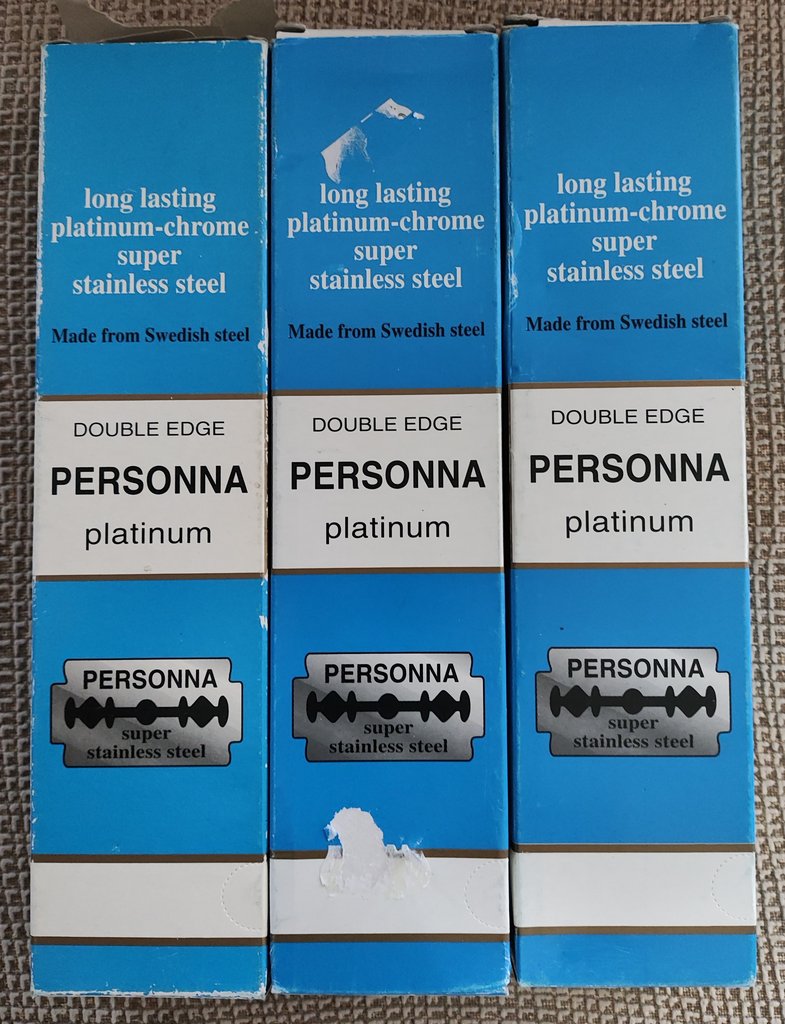 long lasting
platinum-chrome
super
stainless steel
Made from Swedish steel
DOUBLE EDGE
PERSONNA
platinum
PERSONNA
super
stainless steel
long lasting
platinum-chrome
super
stainless steel
Made from Swedish steel
DOUBLE EDGE
PERSONNA
platinum
PERSONNA
super
stainless steel
long lasting
platinum-chrome
super
stainless steel
Made from Swedish steel
DOUBLE EDGE
PERSONNA
platinum
PERSONNA
super
stainless steel